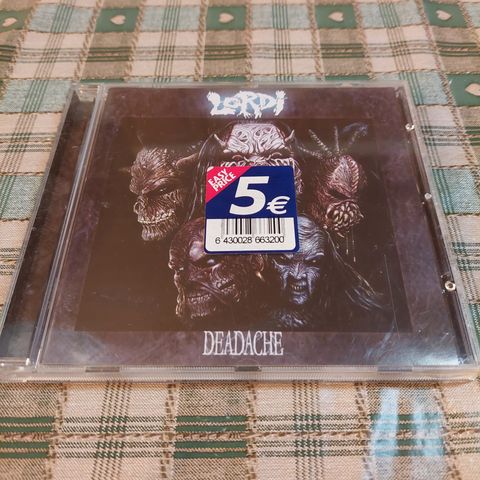 LORDI
EASY
PRICE
5€
6 430028 663200
DEADACHE